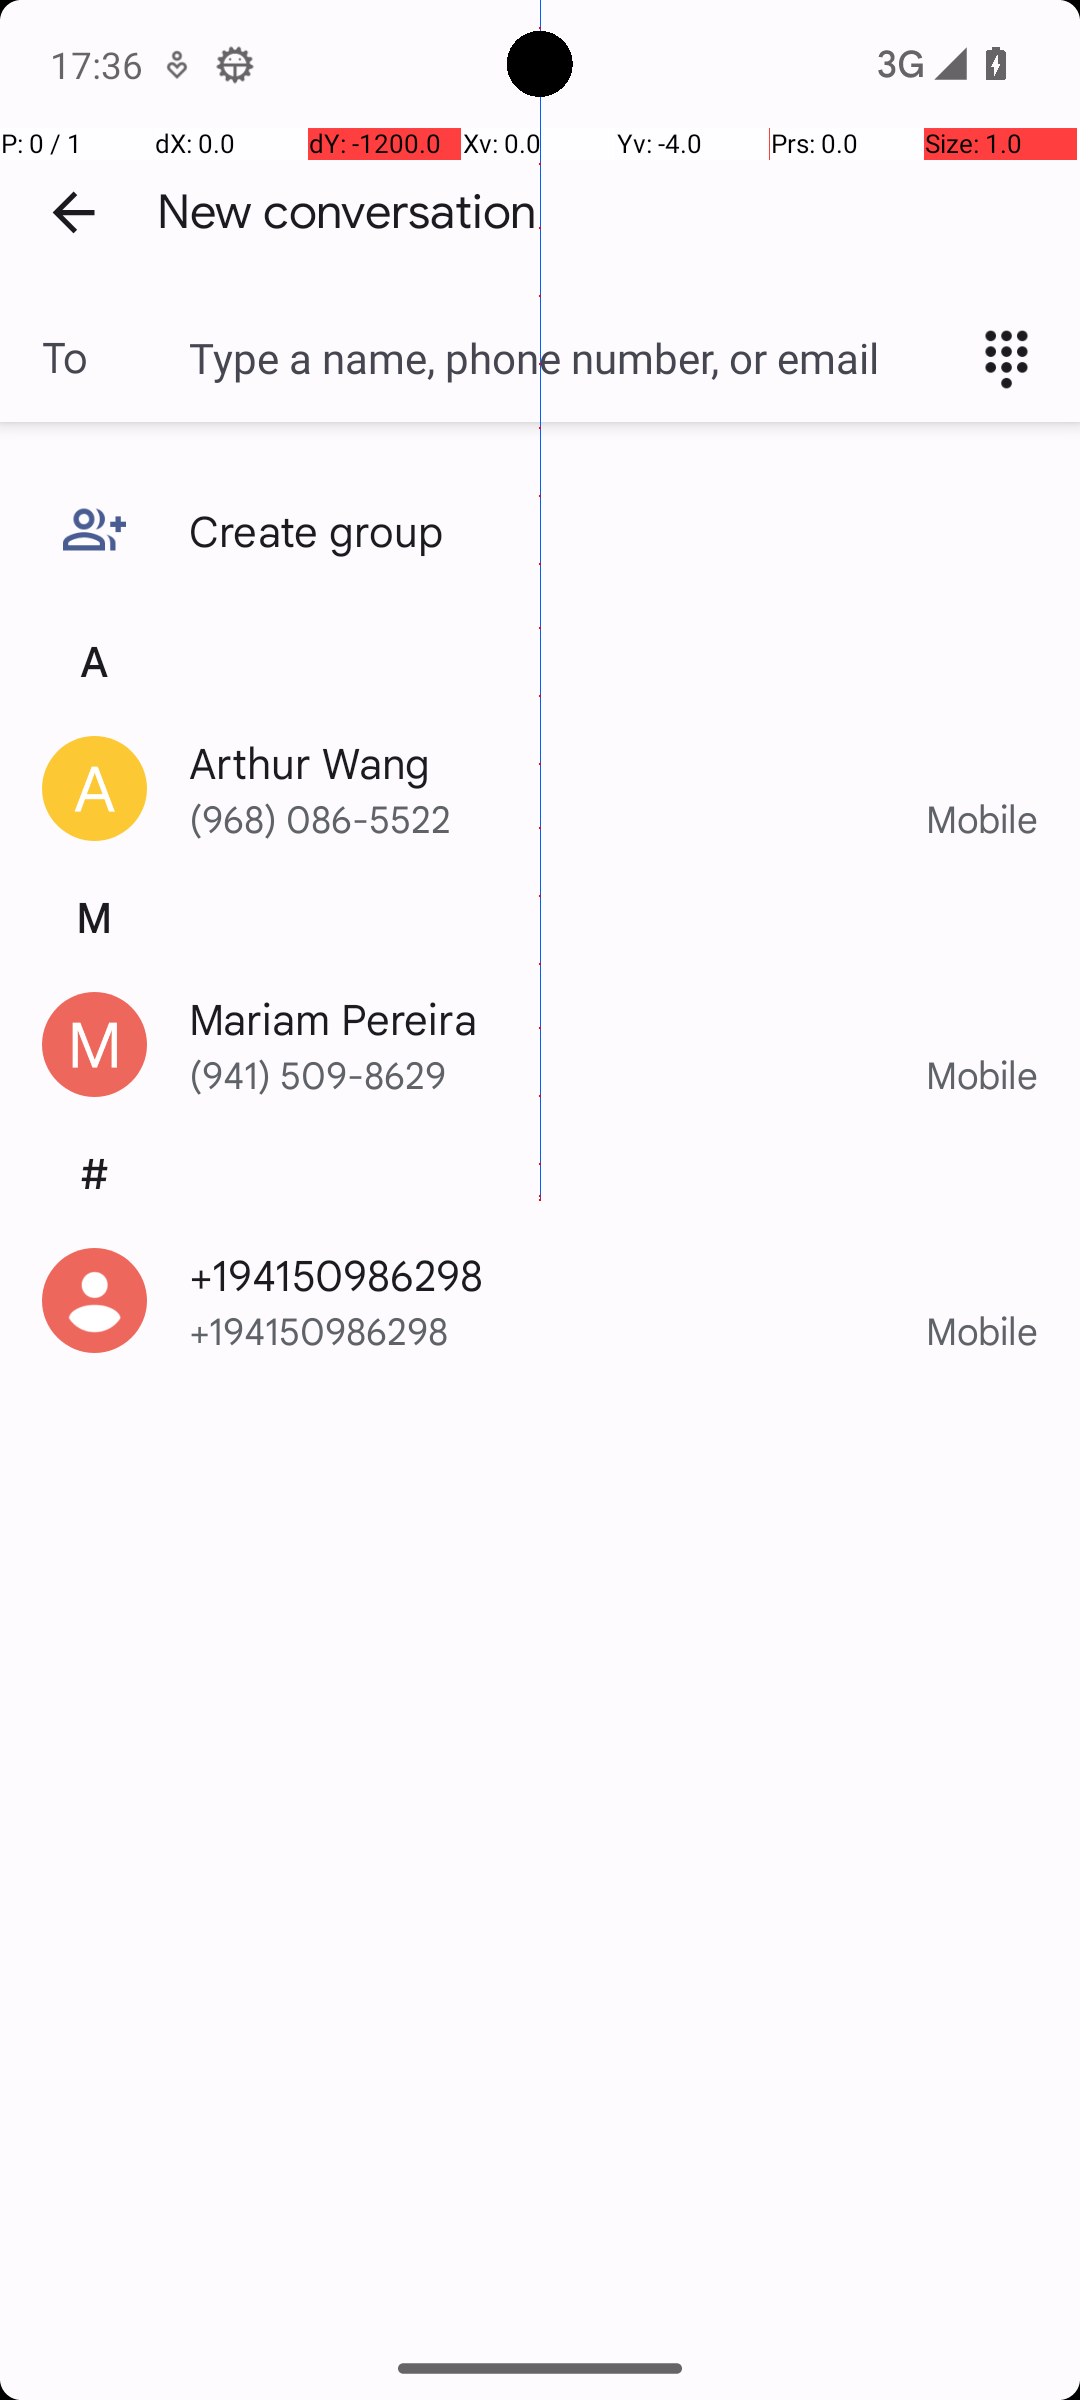 17:36
3G
P: 0 / 1 dX: 0.0 dY: -1200.0 Xv: 0.0 Yv: -4.0 Prs: 0.0 Size: 1.0
New conversation
To Type a name, phone number, or email
Create group
A
A Arthur Wang
(968) 086-5522 Mobile
M
M Mariam Pereira
(941) 509-8629 Mobile
#
+194150986298
+194150986298 Mobile